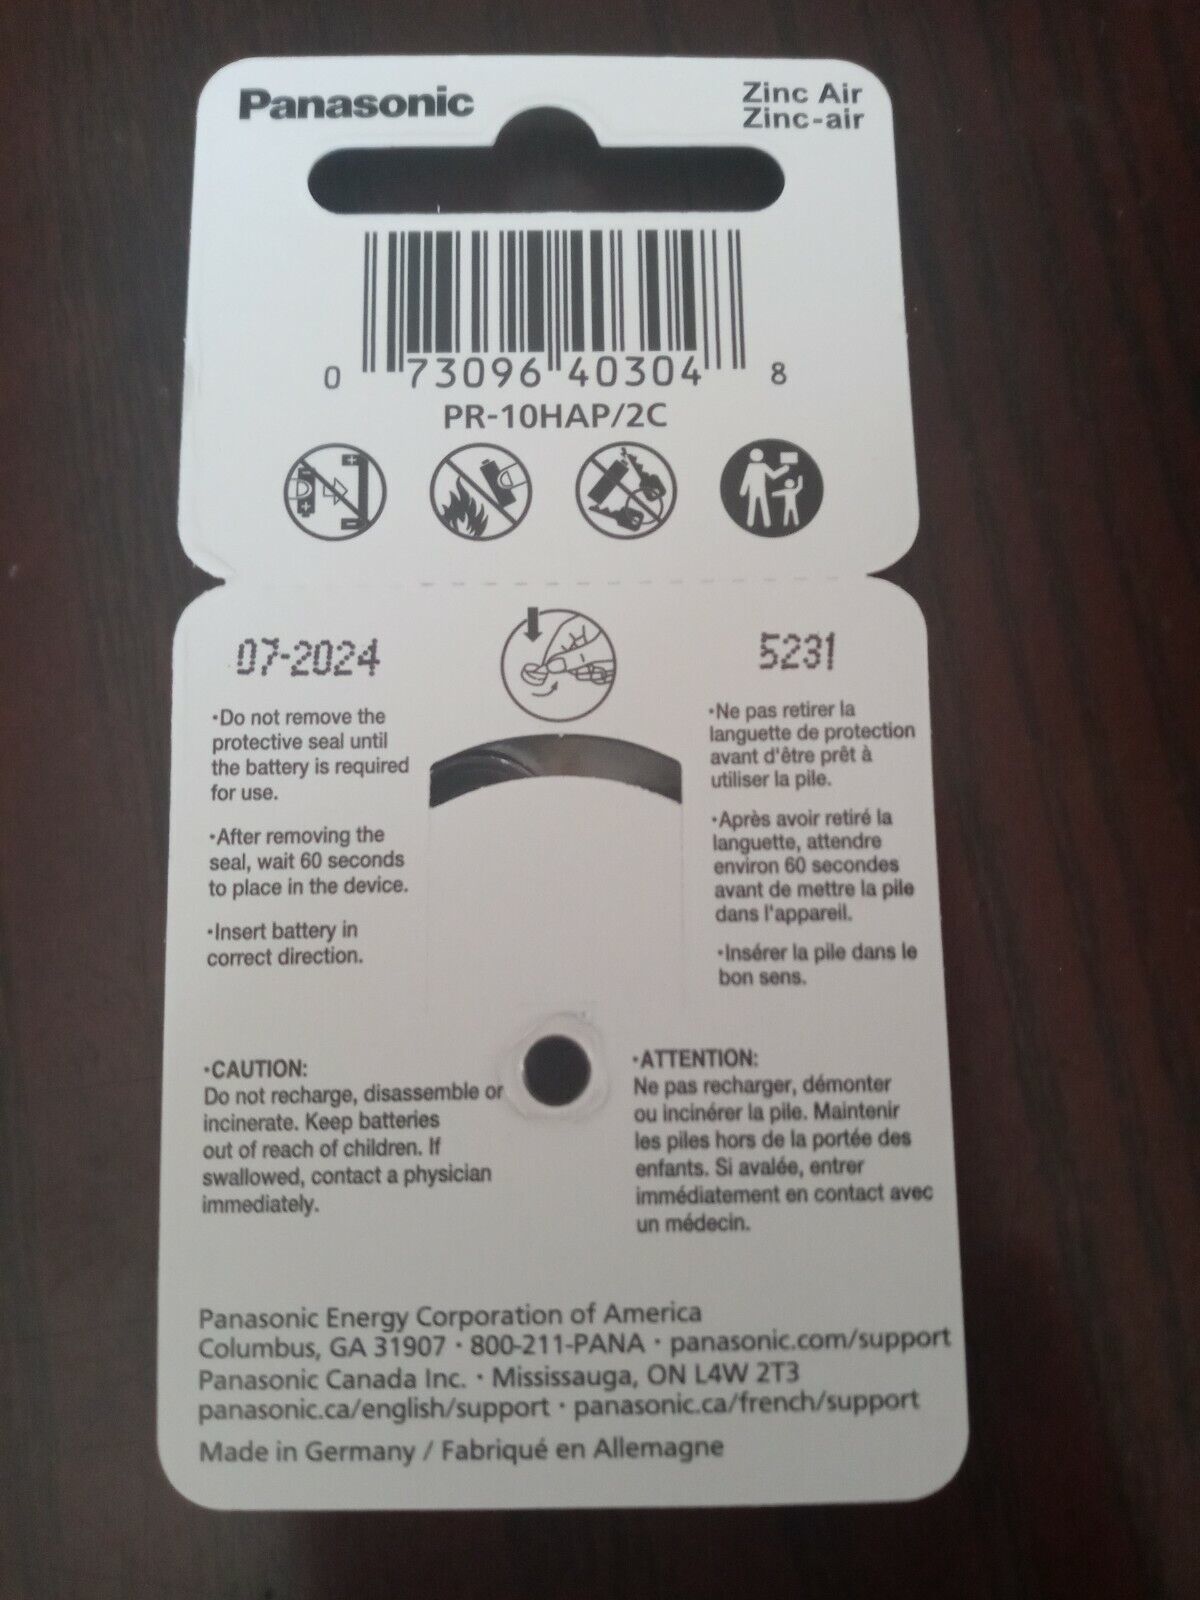 Panasonic
Zinc Air
Zinc-air
0 73096 40304 8
PR-10HAP/2C
07-2024
5231
•Do not remove the
protective seal until
the battery is required
for use.
•After removing the
seal, wait 60 seconds
to place in the device.
•Insert battery in
correct direction.
•Ne pas retirer la
languette de protection
avant d'être prêt à
utiliser la pile.
•Après avoir retiré la
languette, attendre
environ 60 secondes
avant de mettre la pile
dans l'appareil.
•Insérer la pile dans le
bon sens.
•CAUTION:
Do not recharge, disassemble or
incinerate. Keep batteries
out of reach of children. If
swallowed, contact a physician
immediately.
•ATTENTION:
Ne pas recharger, démonter
ou incinérer la pile. Maintenir
les piles hors de la portée des
enfants. Si avalée, entrer
immédiatement en contact avec
un médecin.
Panasonic Energy Corporation of America
Columbus, GA 31907 • 800-211-PANA • panasonic.com/support
Panasonic Canada Inc. • Mississauga, ON L4W 2T3
panasonic.ca/english/support • panasonic.ca/french/support
Made in Germany / Fabriqué en Allemagne